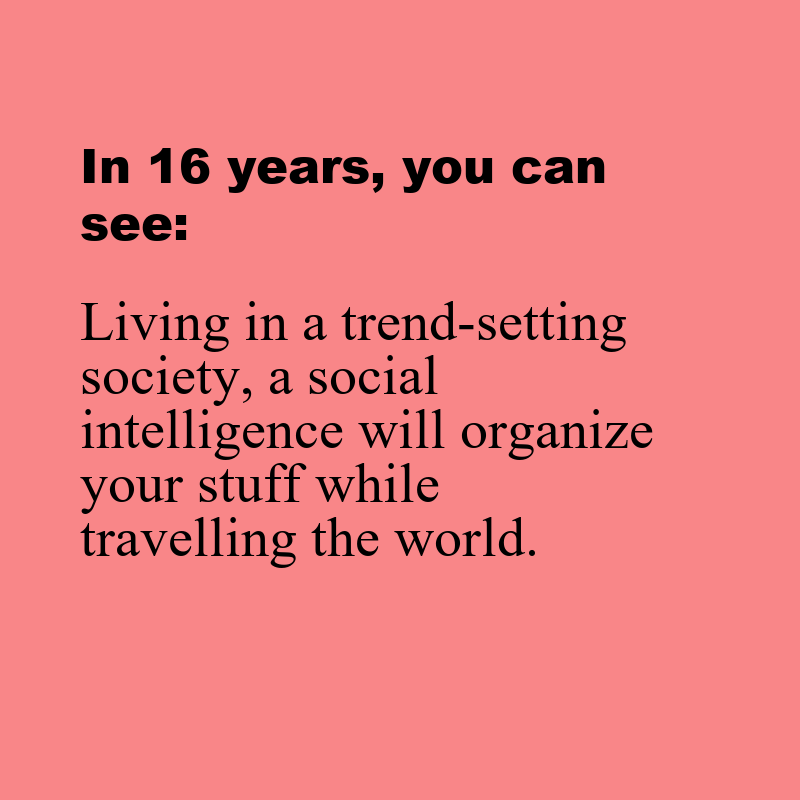 In 16 years, you can
see:
Living in a trend-setting
society, a social
intelligence will organize
your stuff while
travelling the world.